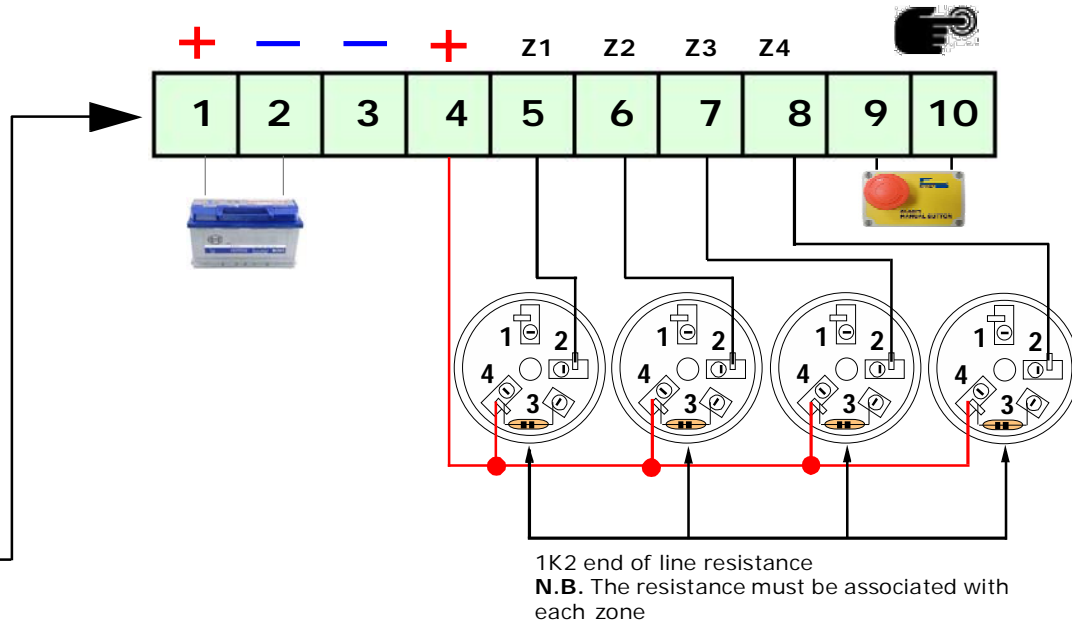 + — — + Z1 Z2 Z3 Z4
1 2 3 4 5 6 7 8 9 10
MANUAL BUTTON
1 2 1 2 1 2 1 2
4 4 4 4
3 3 3 3
1K2 end of line resistance
N.B. The resistance must be associated with
each zone